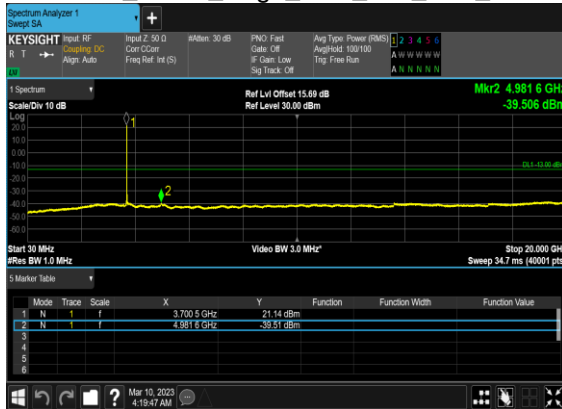 Spectrum Analyzer 1
Swept SA
+
KEYSIGHT Input: RF Input Z: 50 Ω #Atten: 30 dB PNO: Fast Avg Type: Power (RMS) 1 2 3 4 5 6
R T Coupling: DC Corr CCorr Gate: Off Avg|Hold: 100/100 A W W W W W
Align: Auto Freq Ref: Int (S) IF Gain: Low Trig: Free Run
LW Sig Track: Off A N N N N N
1 Spectrum Ref Lvl Offset 15.69 dB Mkr2 4.981 6 GHz
Scale/Div 10 dB Ref Level 30.00 dBm -39.506 dBm
Log
20.0
10.0
0.00
-10.0
DL1 -13.00 dBm
-20.0
-30.0
-40.0
-50.0
-60.0
1
2
Start 30 MHz Video BW 3.0 MHz* Stop 20.000 GHz
#Res BW 1.0 MHz Sweep 34.7 ms (40001 pts)
5 Marker Table
Mode Trace Scale X Y Function Function Width Function Value
1 N 1 f 3.700 5 GHz 21.14 dBm
2 N 1 f 4.981 6 GHz -39.51 dBm
3
4
5
6
? Mar 10, 2023
4:19:47 AM